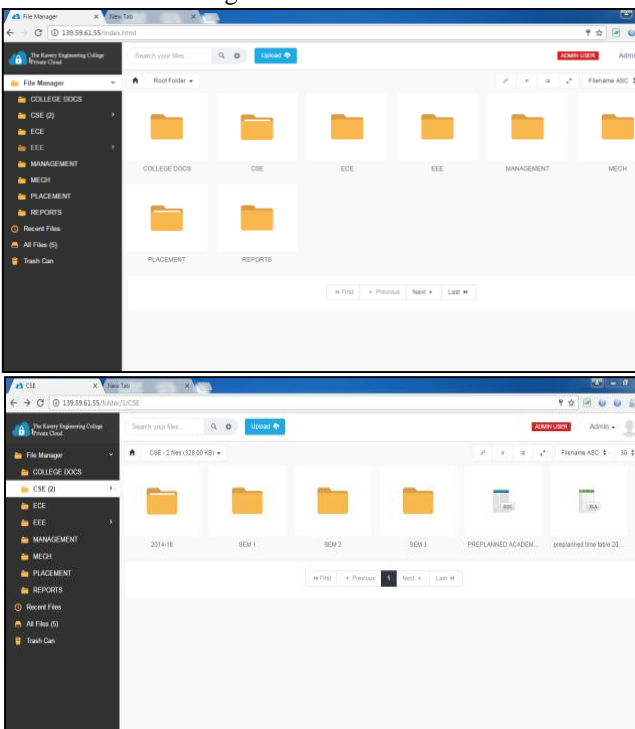 File Manager
New Tab
139.59.61.55/index.html
The Kavery Engineering College
Private Cloud
Search your files...
Upload
ADMIN USER
Admi
File Manager
Root Folder
Filename ASC
COLLEGE DOCS
CSE (2)
ECE
EEE
MANAGEMENT
MECH
PLACEMENT
REPORTS
Recent Files
All Files (5)
Trash Can
COLLEGE DOCS
CSE
ECE
EEE
MANAGEMENT
MECH
PLACEMENT
REPORTS
First
Previous
Next
Last
CSE
New Tab
139.59.61.55/folder/1/CSE
The Kavery Engineering College
Private Cloud
Search your files...
Upload
ADMIN USER
Admin
File Manager
CSE - 2 files (328.00 KB)
Filename ASC
30
COLLEGE DOCS
CSE (2)
ECE
EEE
MANAGEMENT
MECH
PLACEMENT
REPORTS
Recent Files
All Files (5)
Trash Can
2014-18
SEM 1
SEM 2
SEM 3
PREPLANNED ACADEM...
preplanned time table 20...
First
Previous
1
Next
Last